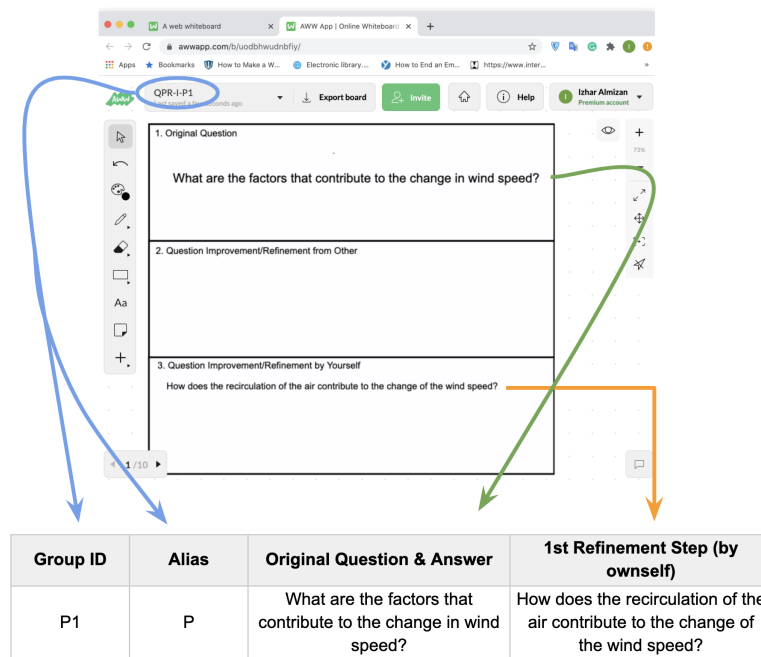 A web whiteboard
AWW App | Online Whiteboard
awwapp.com/b/uodbhwudnbfiy/
Apps
Bookmarks
How to Make a W...
Electronic library....
How to End an Em...
https://www.inter...
»
Aww
QPR-I-P1
Last saved a few seconds ago
Export board
Invite
Help
I
Izhar Almizan
Premium account
1. Original Question
73%
What are the factors that contribute to the change in wind speed?
2. Question Improvement/Refinement from Other
Aa
3. Question Improvement/Refinement by Yourself
How does the recirculation of the air contribute to the change of the wind speed?
1 /10
Group ID
Alias
Original Question & Answer
1st Refinement Step (by
ownself)
P1
P
What are the factors that
contribute to the change in wind
speed?
How does the recirculation of the
air contribute to the change of
the wind speed?